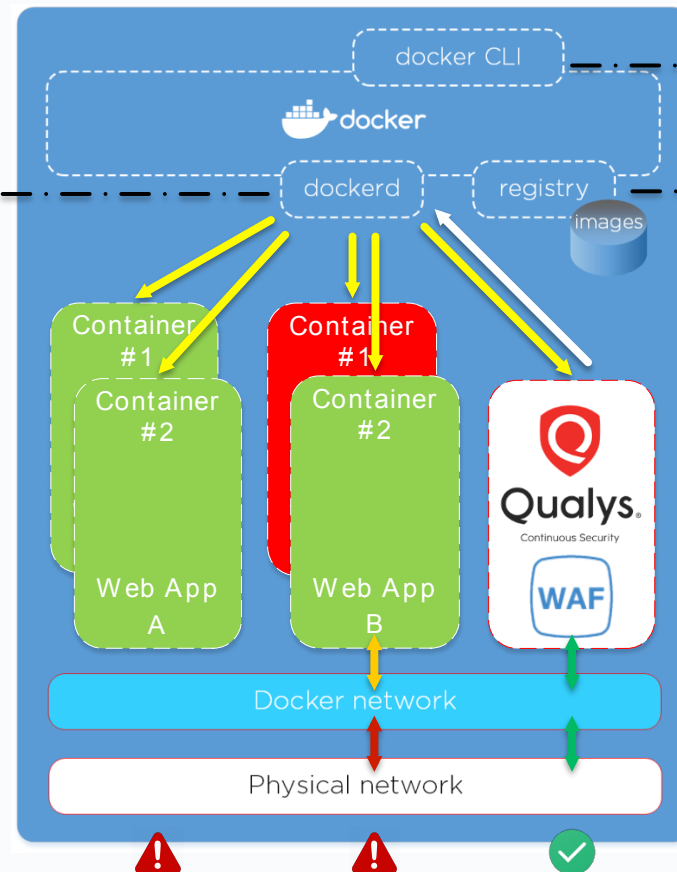 docker CLI
docker
dockerd
registry
images
Container
#1
Container
#2
Web App
A
Container
#1
Container
#2
Web App
B
Qualys.
Continuous Security
WAF
Docker network
Physical network